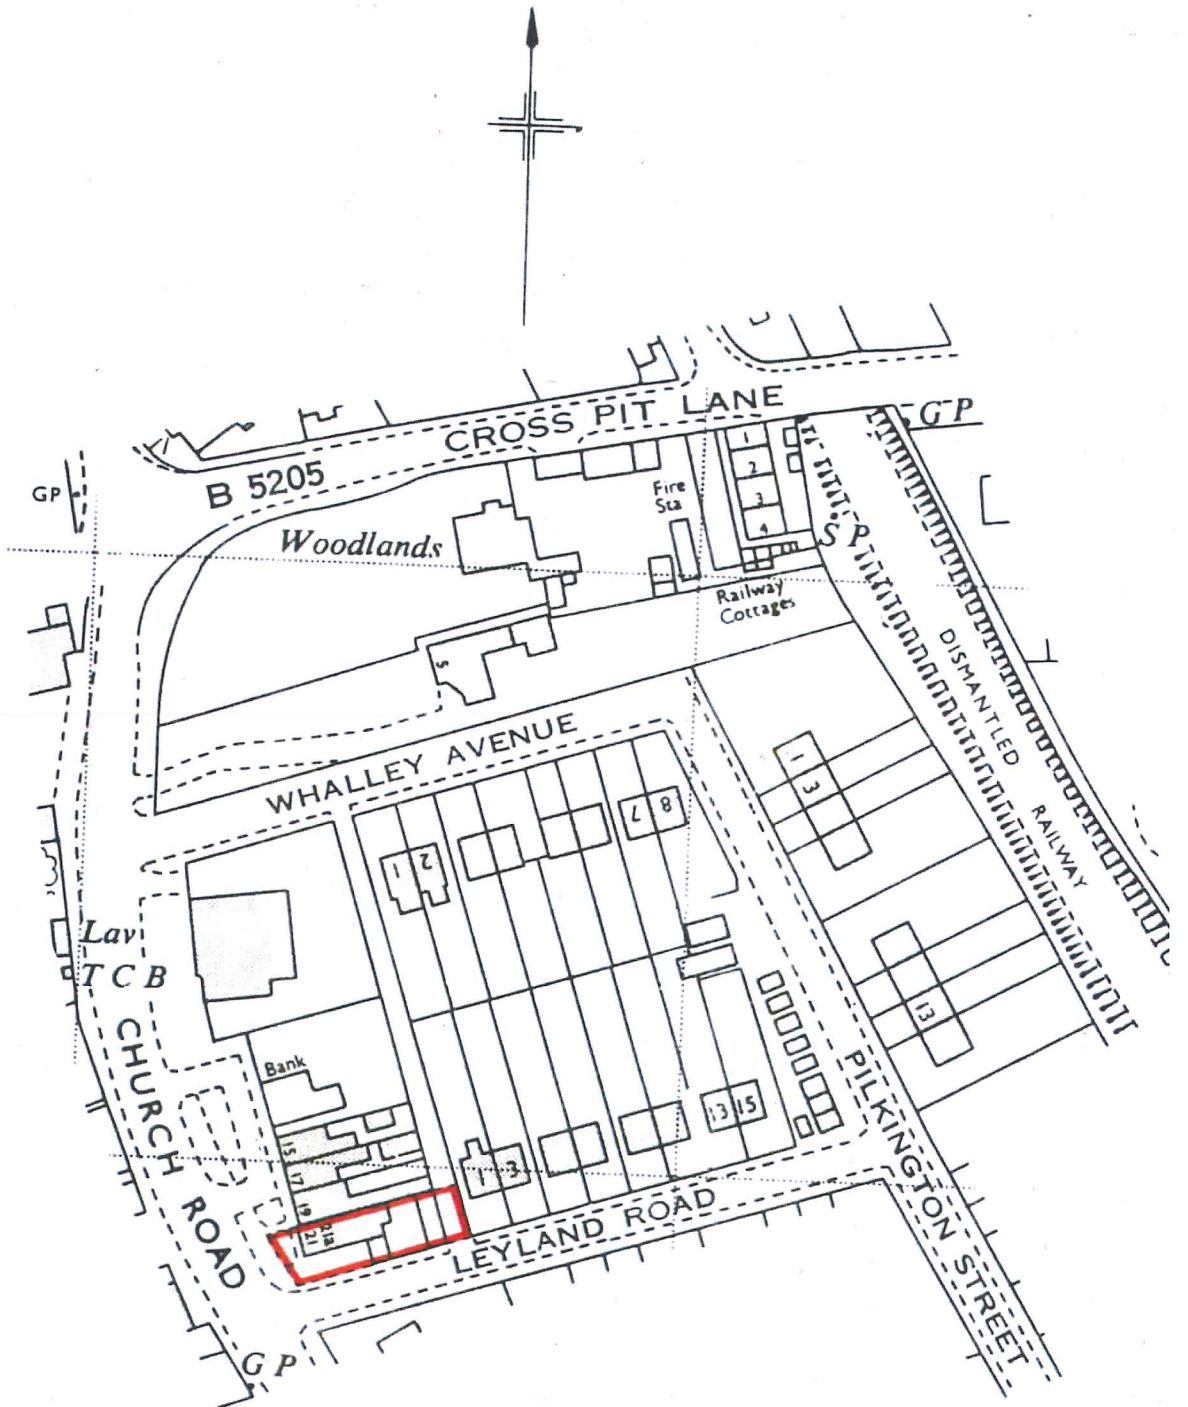 CROSS PIT LANE
G P
B 5205
GP
1
2
3
4
Fire
Sta
S P
Woodlands
Railway
Cottages
5
DISMANTLED
RAILWAY
WHALLEY AVENUE
1
3
7
8
1
2
Lav
T C B
13
CHURCH ROAD
Bank
PILKINGTON STREET
13
15
15
17
1
3
19
21
21a
LEYLAND ROAD
G P